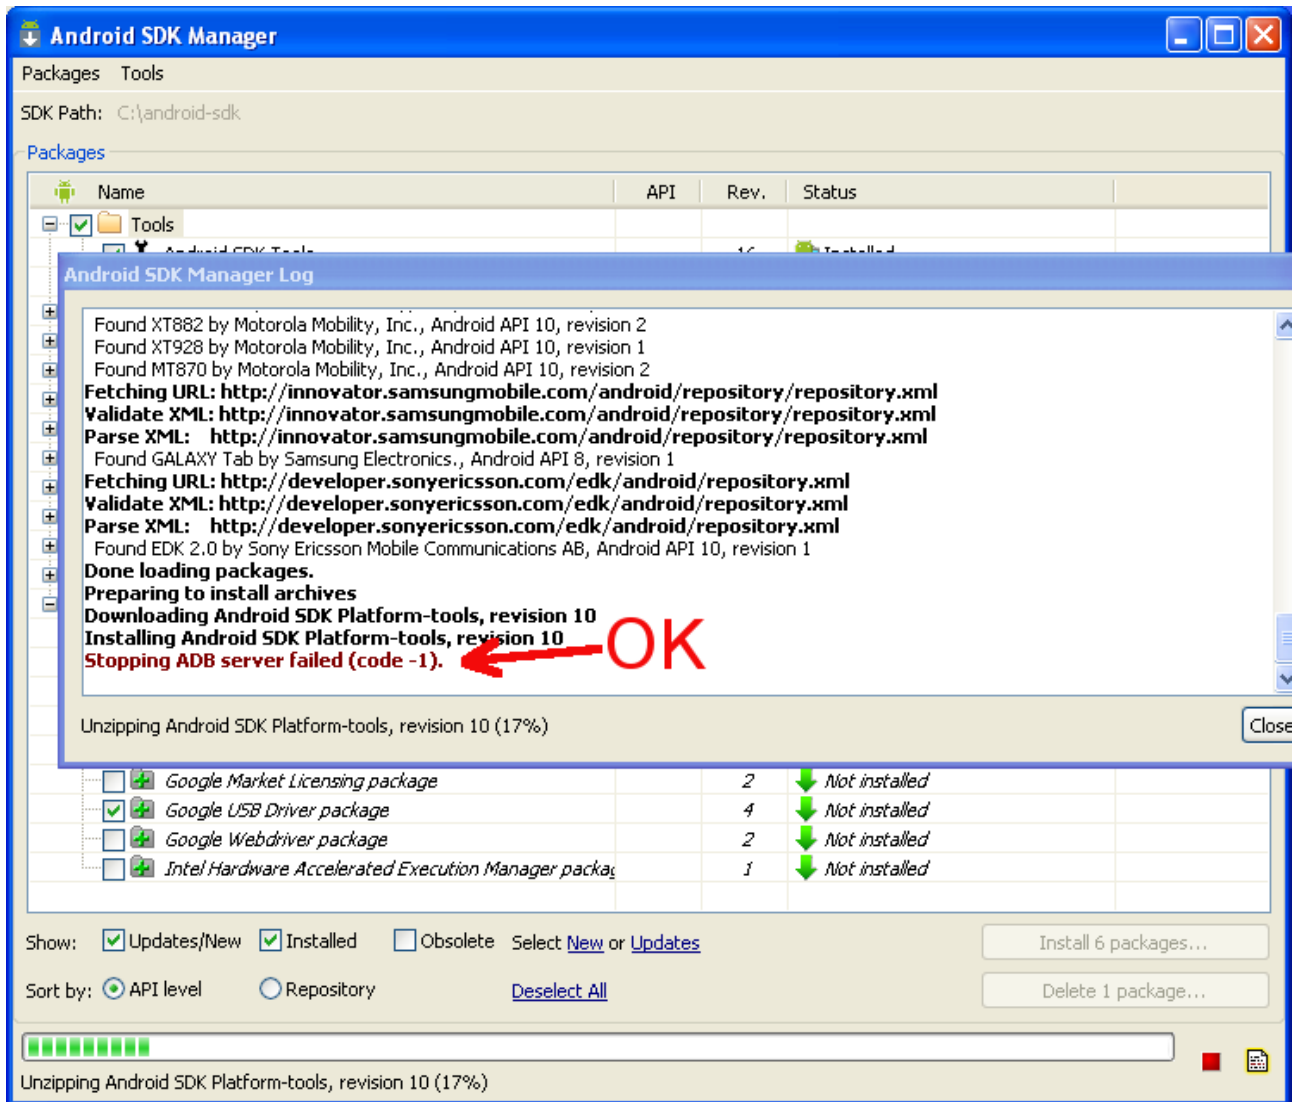 Android SDK Manager
Packages Tools
SDK Path: C:\android-sdk
Packages
Name API Rev. Status
Tools
Android SDK Tools 16 Installed
Android SDK Manager Log
Found XT882 by Motorola Mobility, Inc., Android API 10, revision 2
Found XT928 by Motorola Mobility, Inc., Android API 10, revision 1
Found MT870 by Motorola Mobility, Inc., Android API 10, revision 2
Fetching URL: http://innovator.samsungmobile.com/android/repository/repository.xml
Validate XML: http://innovator.samsungmobile.com/android/repository/repository.xml
Parse XML: http://innovator.samsungmobile.com/android/repository/repository.xml
Found GALAXY Tab by Samsung Electronics., Android API 8, revision 1
Fetching URL: http://developer.sonyericsson.com/edk/android/repository.xml
Validate XML: http://developer.sonyericsson.com/edk/android/repository.xml
Parse XML: http://developer.sonyericsson.com/edk/android/repository.xml
Found EDK 2.0 by Sony Ericsson Mobile Communications AB, Android API 10, revision 1
Done loading packages.
Preparing to install archives
Downloading Android SDK Platform-tools, revision 10
Installing Android SDK Platform-tools, revision 10
OK
Stopping ADB server failed (code -1).
Unzipping Android SDK Platform-tools, revision 10 (17%)
Close
Google Market Licensing package 2 Not installed
Google USB Driver package 4 Not installed
Google Webdriver package 2 Not installed
Intel Hardware Accelerated Execution Manager packag 1 Not installed
Show: Updates/New Installed Obsolete Select New or Updates Install 6 packages...
Sort by: API level Repository Deselect All Delete 1 package...
Unzipping Android SDK Platform-tools, revision 10 (17%)